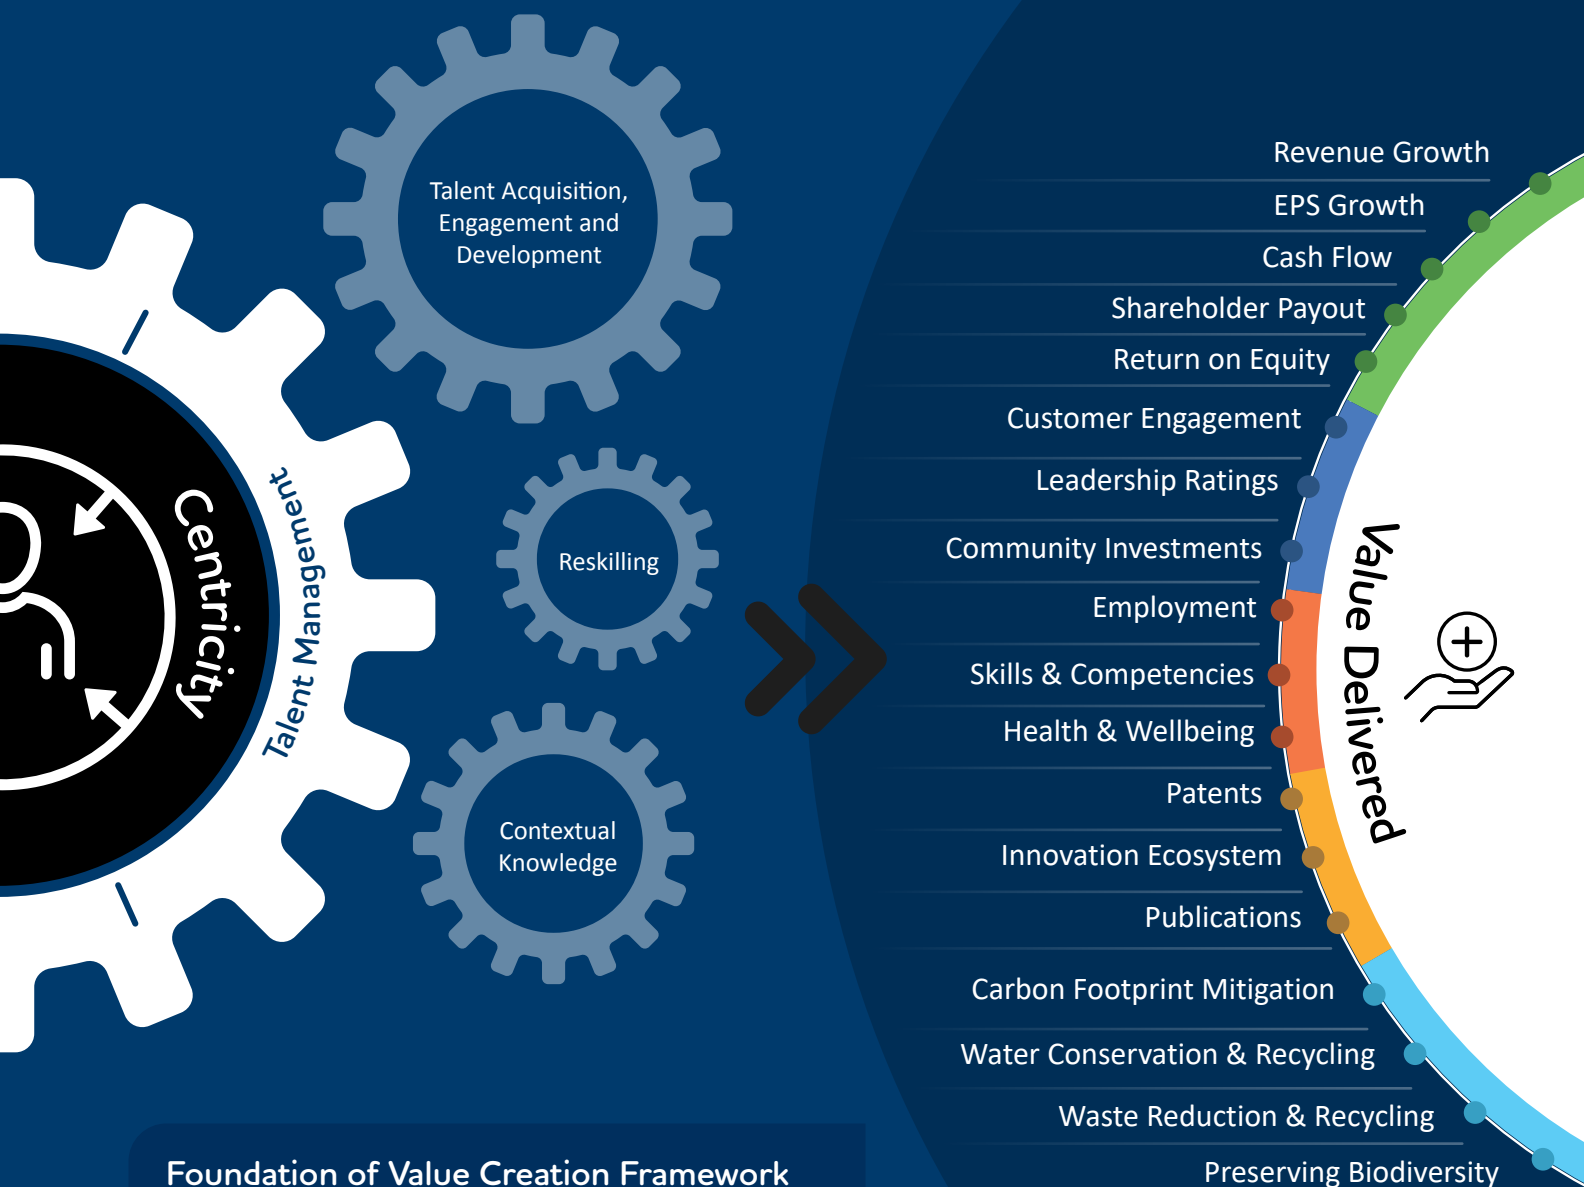 Centricity
Talent Management
Talent Acquisition,
Engagement and
Development
Reskilling
Contextual
Knowledge
Revenue Growth
EPS Growth
Cash Flow
Shareholder Payout
Return on Equity
Customer Engagement
Leadership Ratings
Community Investments
Employment
Skills & Competencies
Health & Wellbeing
Patents
Innovation Ecosystem
Publications
Carbon Footprint Mitigation
Water Conservation & Recycling
Waste Reduction & Recycling
Preserving Biodiversity
Value Delivered
Foundation of Value Creation Framework